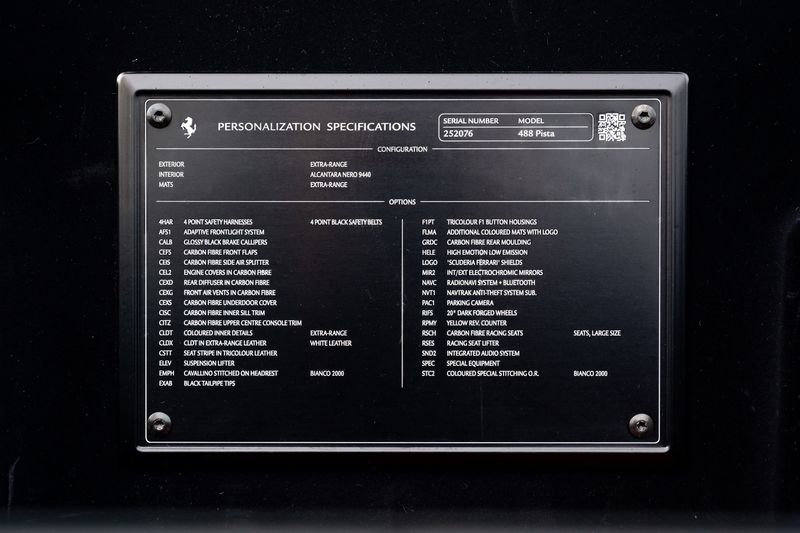 PERSONALIZATION SPECIFICATIONS
SERIAL NUMBER MODEL
252076 488 Pista
CONFIGURATION
EXTERIOR EXTRA-RANGE
INTERIOR ALCANTARA NERO 9440
MATS EXTRA-RANGE
OPTIONS
4HAR 4 POINT SAFETY HARNESSES 4 POINT BLACK SAFETY BELTS
AFS1 ADAPTIVE FRONTLIGHT SYSTEM
CALB GLOSSY BLACK BRAKE CALLIPERS
CEFS CARBON FIBRE FRONT FLAPS
CEIS CARBON FIBRE SIDE AIR SPLITTER
CEL2 ENGINE COVERS IN CARBON FIBRE
CEXD REAR DIFFUSER IN CARBON FIBRE
CEXG FRONT AIR VENTS IN CARBON FIBRE
CEXS CARBON FIBRE UNDERDOOR COVER
CISC CARBON FIBRE INNER SILL TRIM
CITZ CARBON FIBRE UPPER CENTRE CONSOLE TRIM
CLDT COLOURED INNER DETAILS EXTRA-RANGE
CLDX CLDT IN EXTRA-RANGE LEATHER WHITE LEATHER
CSTT SEAT STRIPE IN TRICOLOUR LEATHER
ELEV SUSPENSION LIFTER
EMPH CAVALLINO STITCHED ON HEADREST BIANCO 2000
EXAB BLACK TAILPIPE TIPS
F1PT TRICOLOUR F1 BUTTON HOUSINGS
FLMA ADDITIONAL COLOURED MATS WITH LOGO
GRDC CARBON FIBRE REAR MOULDING
HELE HIGH EMOTION LOW EMISSION
LOGO "SCUDERIA FERRARI" SHIELDS
MIR2 INT/EXT ELECTROCHROMIC MIRRORS
NAVC RADIONAVI SYSTEM + BLUETOOTH
NVT1 NAVTRAK ANTI-THEFT SYSTEM SUB.
PAC1 PARKING CAMERA
RIFS 20" DARK FORGED WHEELS
RPMY YELLOW REV. COUNTER
RSCH CARBON FIBRE RACING SEATS SEATS, LARGE SIZE
RSES RACING SEAT LIFTER
SND2 INTEGRATED AUDIO SYSTEM
SPEC SPECIAL EQUIPMENT
STC2 COLOURED SPECIAL STITCHING O.R. BIANCO 2000